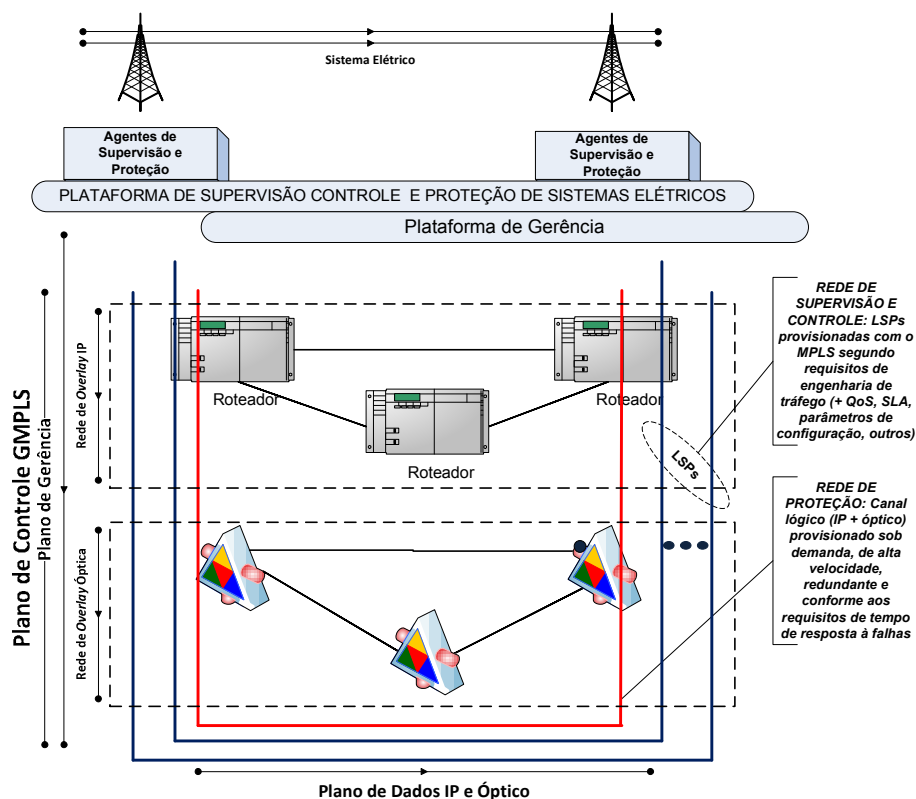 Sistema Elétrico
Agentes de
Supervisão e
Proteção
Agentes de
Supervisão e
Proteção
PLATAFORMA DE SUPERVISÃO CONTROLE E PROTEÇÃO DE SISTEMAS ELÉTRICOS
Plataforma de Gerência
Plano de Controle GMPLS
Plano de Gerência
Rede de Overlay IP
Roteador
Roteador
Roteador
LSPs
Rede de Overlay Óptica
REDE DE
SUPERVISÃO E
CONTROLE: LSPs
provisionadas com o
MPLS segundo
requisitos de
engenharia de
tráfego (+ QoS, SLA,
parâmetros de
configuração, outros)
REDE DE
PROTEÇÃO: Canal
lógico (IP + óptico)
provisionado sob
demanda, de alta
velocidade,
redundante e
conforme aos
requisitos de tempo
de resposta à falhas
Plano de Dados IP e Óptico